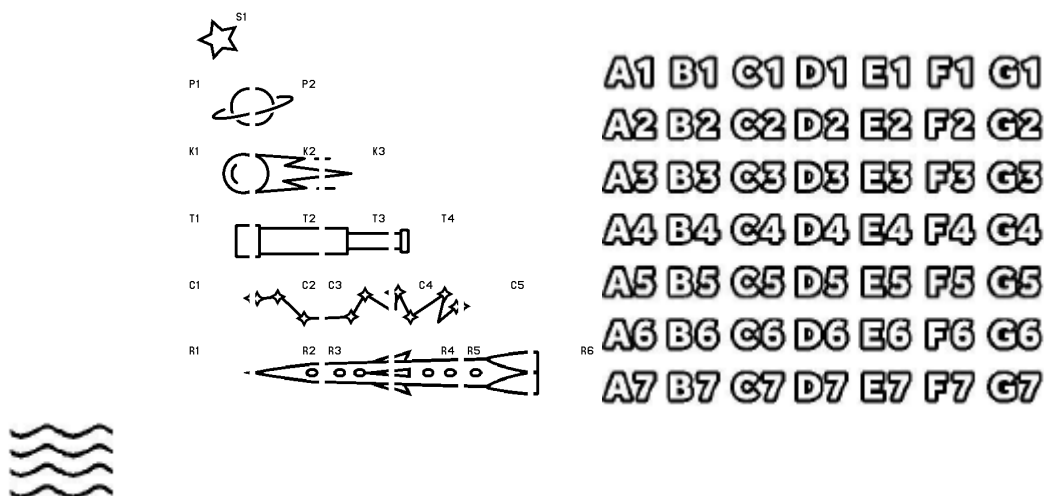 S1
P1 P2
K1 K2 K3
T1 T2 T3 T4
C1 C2 C3 C4 C5
R1 R2 R3 R4 R5 R6
A1 B1 C1 D1 E1 F1 G1
A2 B2 C2 D2 E2 F2 G2
A3 B3 C3 D3 E3 F3 G3
A4 B4 C4 D4 E4 F4 G4
A5 B5 C5 D5 E5 F5 G5
A6 B6 C6 D6 E6 F6 G6
A7 B7 C7 D7 E7 F7 G7